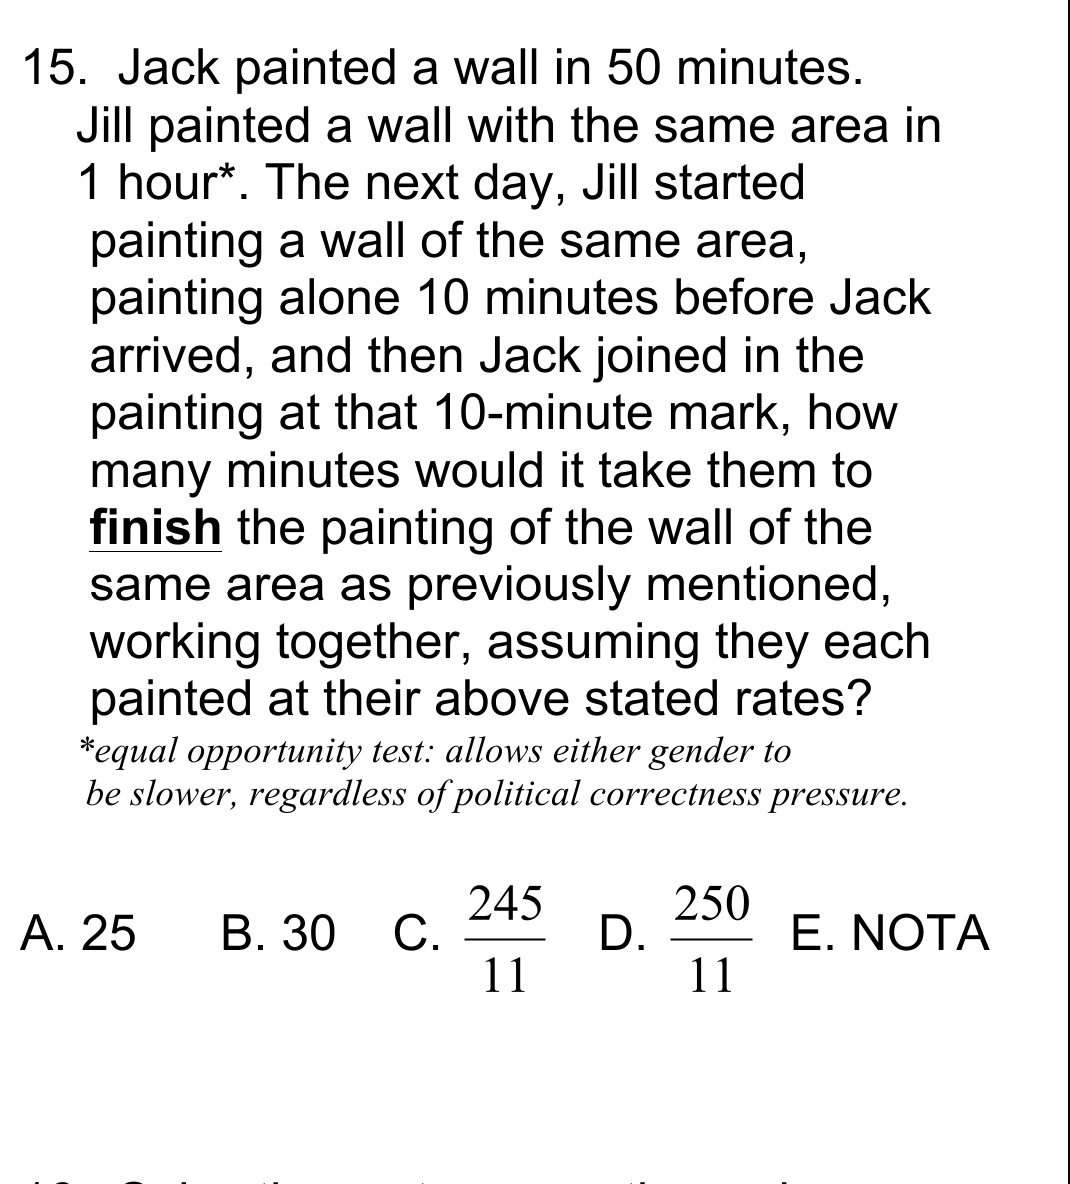 15. Jack painted a wall in 50 minutes.
Jill painted a wall with the same area in
1 hour*. The next day, Jill started
painting a wall of the same area,
painting alone 10 minutes before Jack
arrived, and then Jack joined in the
painting at that 10-minute mark, how
many minutes would it take them to
finish the painting of the wall of the
same area as previously mentioned,
working together, assuming they each
painted at their above stated rates?
*equal opportunity test: allows either gender to
be slower, regardless of political correctness pressure.
A. 25 B. 30 C. 245/11 D. 250/11 E. NOTA